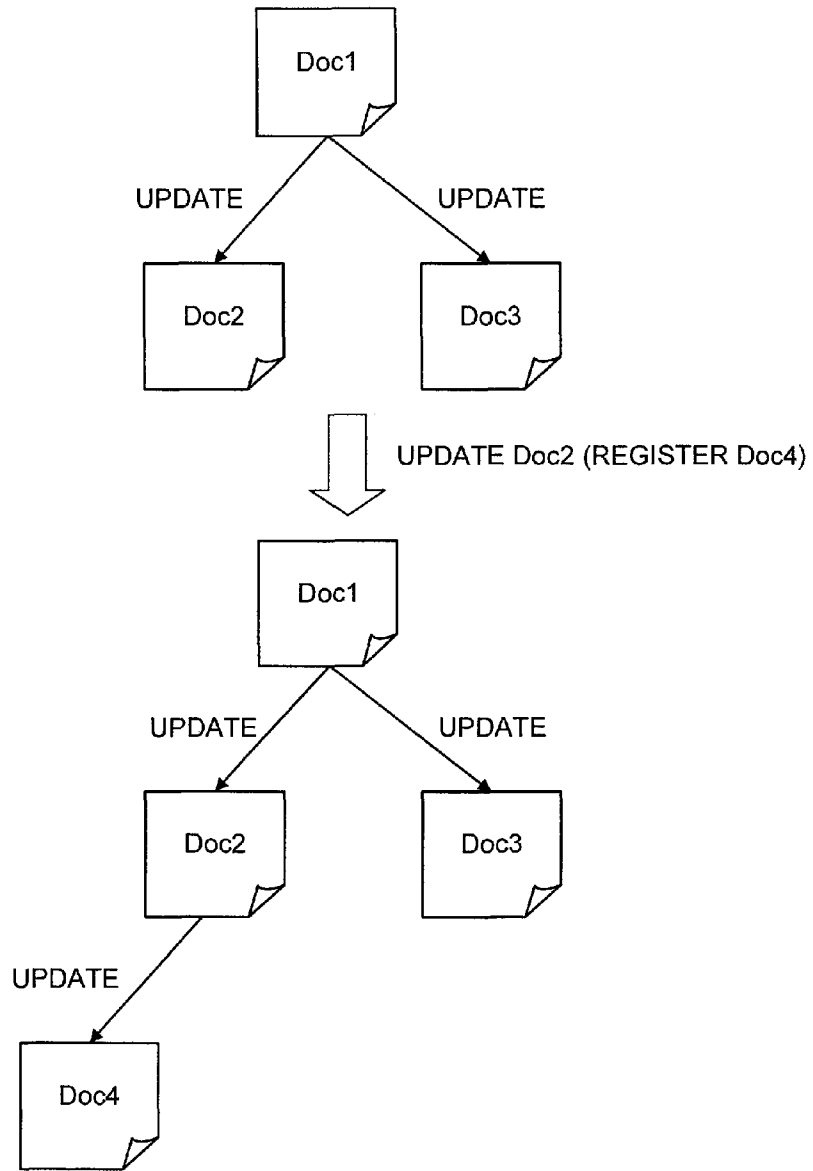 Doc1
UPDATE
UPDATE
Doc2
Doc3
UPDATE Doc2 (REGISTER Doc4)
Doc1
UPDATE
UPDATE
Doc2
Doc3
UPDATE
Doc4